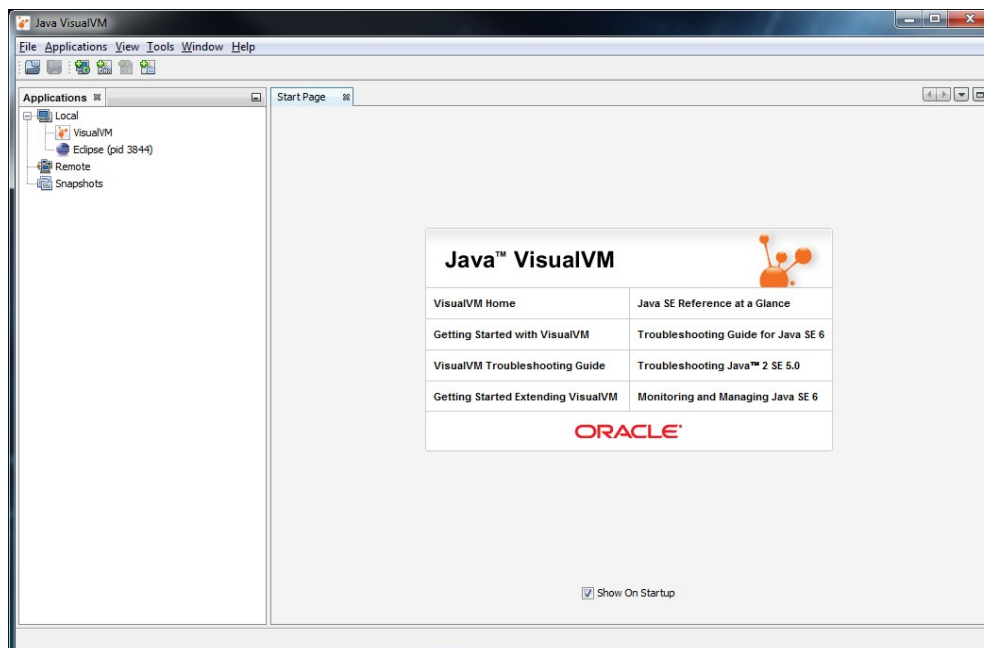 Java VisualVM
File Applications View Tools Window Help
Applications
Start Page
Local
VisualVM
Eclipse (pid 3844)
Remote
Snapshots
Java™ VisualVM
VisualVM Home
Java SE Reference at a Glance
Getting Started with VisualVM
Troubleshooting Guide for Java SE 6
VisualVM Troubleshooting Guide
Troubleshooting Java™ 2 SE 5.0
Getting Started Extending VisualVM
Monitoring and Managing Java SE 6
ORACLE
Show On Startup